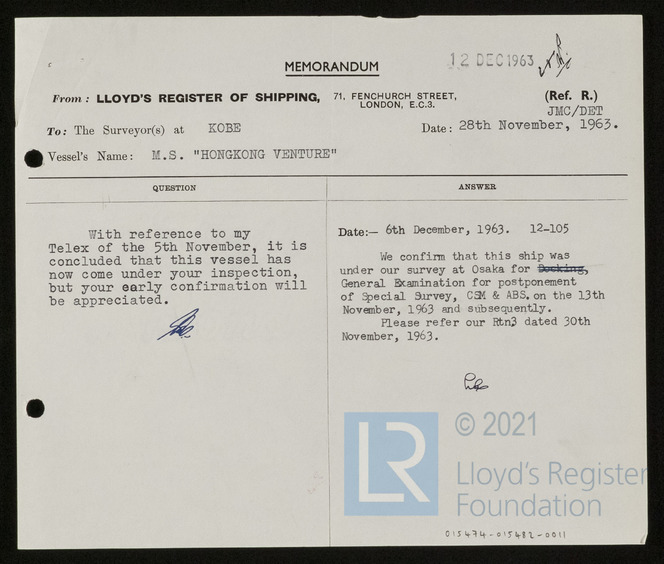 MEMORANDUM
12 DEC 1963
From: LLOYD'S REGISTER OF SHIPPING, 71, FENCHURCH STREET,
LONDON, E.C.3.
(Ref. R.)
JMC/DET
To: The Surveyor(s) at KOBE
Date: 28th November, 1963.
Vessel's Name: M.S. "HONGKONG VENTURE"
QUESTION
With reference to my
Telex of the 5th November, it is
concluded that this vessel has
now come under your inspection,
but your early confirmation will
be appreciated.
ANSWER
Date:— 6th December, 1963. 12-105
We confirm that this ship was
under our survey at Osaka for Docking,
General Examination for postponement
of Special Survey, CSM & ABS. on the 13th
November, 1963 and subsequently.
Please refer our Rtn3 dated 30th
November, 1963.
LR
© 2021
Lloyd's Register
Foundation
015474-015482-0011